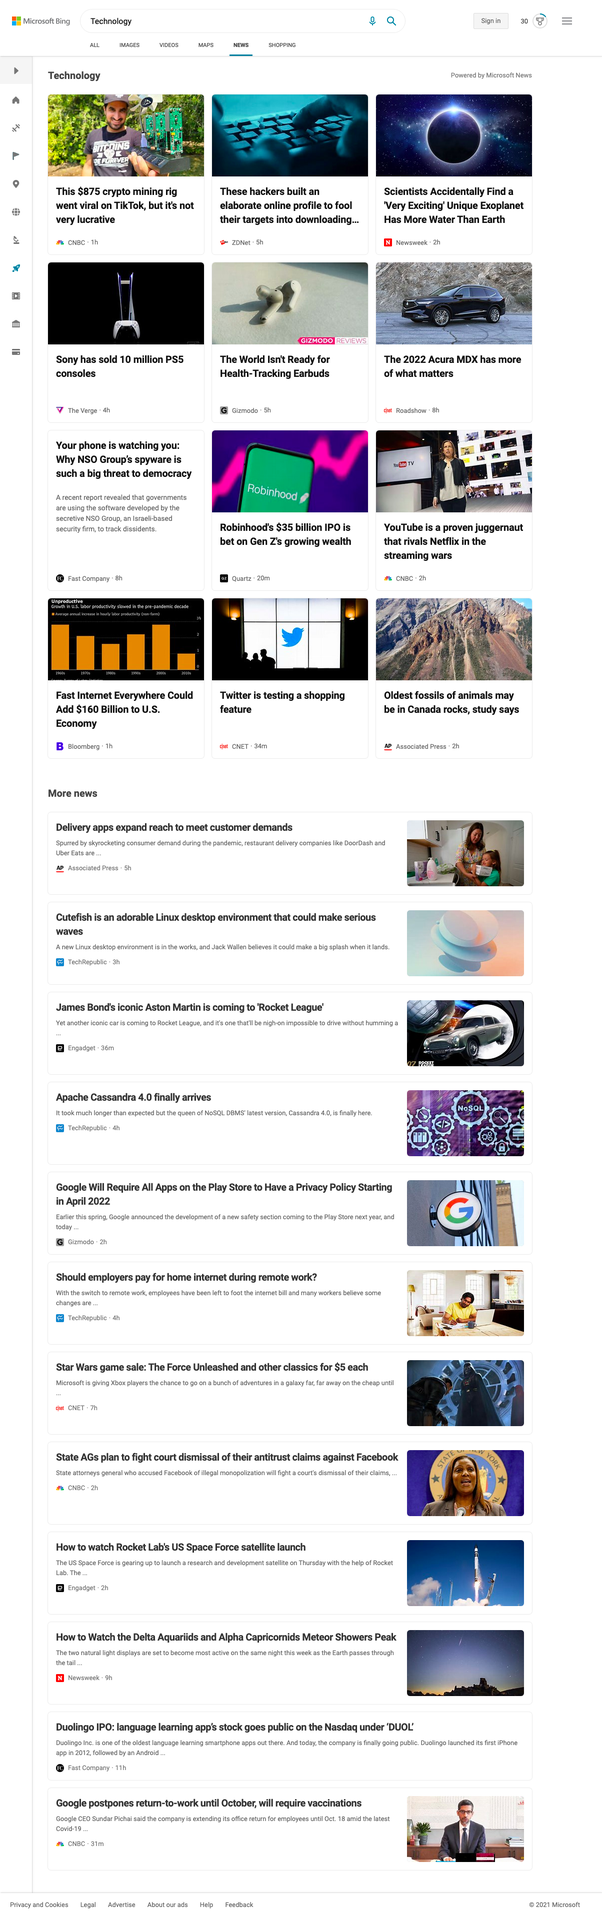 Microsoft Bing
Technology
Sign in
30
ALL
IMAGES
VIDEOS
MAPS
NEWS
SHOPPING
Technology
Powered by Microsoft News
This $875 crypto mining rig
went viral on TikTok, but it's not
very lucrative
CNBC · 1h
These hackers built an
elaborate online profile to fool
their targets into downloading...
ZDNet · 5h
Scientists Accidentally Find a
'Very Exciting' Unique Exoplanet
Has More Water Than Earth
Newsweek · 2h
Sony has sold 10 million PS5
consoles
The Verge · 4h
GIZMODO REVIEWS
The World Isn't Ready for
Health-Tracking Earbuds
Gizmodo · 5h
The 2022 Acura MDX has more
of what matters
Roadshow · 8h
Your phone is watching you:
Why NSO Group's spyware is
such a big threat to democracy
A recent report revealed that governments
are using the software developed by the
secretive NSO Group, an Israeli-based
security firm, to track dissidents.
Fast Company · 8h
Robinhood
Robinhood's $35 billion IPO is
bet on Gen Z's growing wealth
Quartz · 20m
YouTube TV
YouTube is a proven juggernaut
that rivals Netflix in the
streaming wars
CNBC · 2h
Unproductive
Growth in U.S. labor productivity slowed in the pre-pandemic decade
Average annual increase in hourly labor productivity (non-farm)
Fast Internet Everywhere Could
Add $160 Billion to U.S.
Economy
Bloomberg · 1h
Twitter is testing a shopping
feature
CNET · 34m
Oldest fossils of animals may
be in Canada rocks, study says
Associated Press · 2h
More news
Delivery apps expand reach to meet customer demands
Spurred by skyrocketing consumer demand during the pandemic, restaurant delivery companies like DoorDash and
Uber Eats are ...
Associated Press · 5h
Cutefish is an adorable Linux desktop environment that could make serious
waves
A new Linux desktop environment is in the works, and Jack Wallen believes it could make a big splash when it lands.
TechRepublic · 3h
James Bond's iconic Aston Martin is coming to 'Rocket League'
Yet another iconic car is coming to Rocket League, and it's one that'll be nigh-on impossible to drive without humming a
...
Engadget · 36m
Apache Cassandra 4.0 finally arrives
It took much longer than expected but the queen of NoSQL DBMS' latest version, Cassandra 4.0, is finally here.
TechRepublic · 4h
NoSQL
Google Will Require All Apps on the Play Store to Have a Privacy Policy Starting
in April 2022
Earlier this spring, Google announced the development of a new safety section coming to the Play Store next year, and
today ...
Gizmodo · 2h
Should employers pay for home internet during remote work?
With the switch to remote work, employees have been left to foot the internet bill and many workers believe some
changes are ...
TechRepublic · 4h
Star Wars game sale: The Force Unleashed and other classics for $5 each
Microsoft is giving Xbox players the chance to go on a bunch of adventures in a galaxy far, far away on the cheap until
...
CNET · 7h
State AGs plan to fight court dismissal of their antitrust claims against Facebook
State attorneys general who accused Facebook of illegal monopolization will fight a court's dismissal of their claims, ...
CNBC · 2h
How to watch Rocket Lab's US Space Force satellite launch
The US Space Force is gearing up to launch a research and development satellite on Thursday with the help of Rocket
Lab. The ...
Engadget · 2h
How to Watch the Delta Aquariids and Alpha Capricornids Meteor Showers Peak
The two natural light displays are set to become most active on the same night this week as the Earth passes through
the tail ...
Newsweek · 9h
Duolingo IPO: language learning app's stock goes public on the Nasdaq under 'DUOL'
Duolingo Inc. is one of the oldest language learning smartphone apps out there. And today, the company is finally going public. Duolingo launched its first iPhone
app in 2012, followed by an Android ...
Fast Company · 11h
Google postpones return-to-work until October, will require vaccinations
Google CEO Sundar Pichai said the company is extending its office return for employees until Oct. 18 amid the latest
Covid-19 ...
CNBC · 31m
Privacy and Cookies
Legal
Advertise
About our ads
Help
Feedback
© 2021 Microsoft